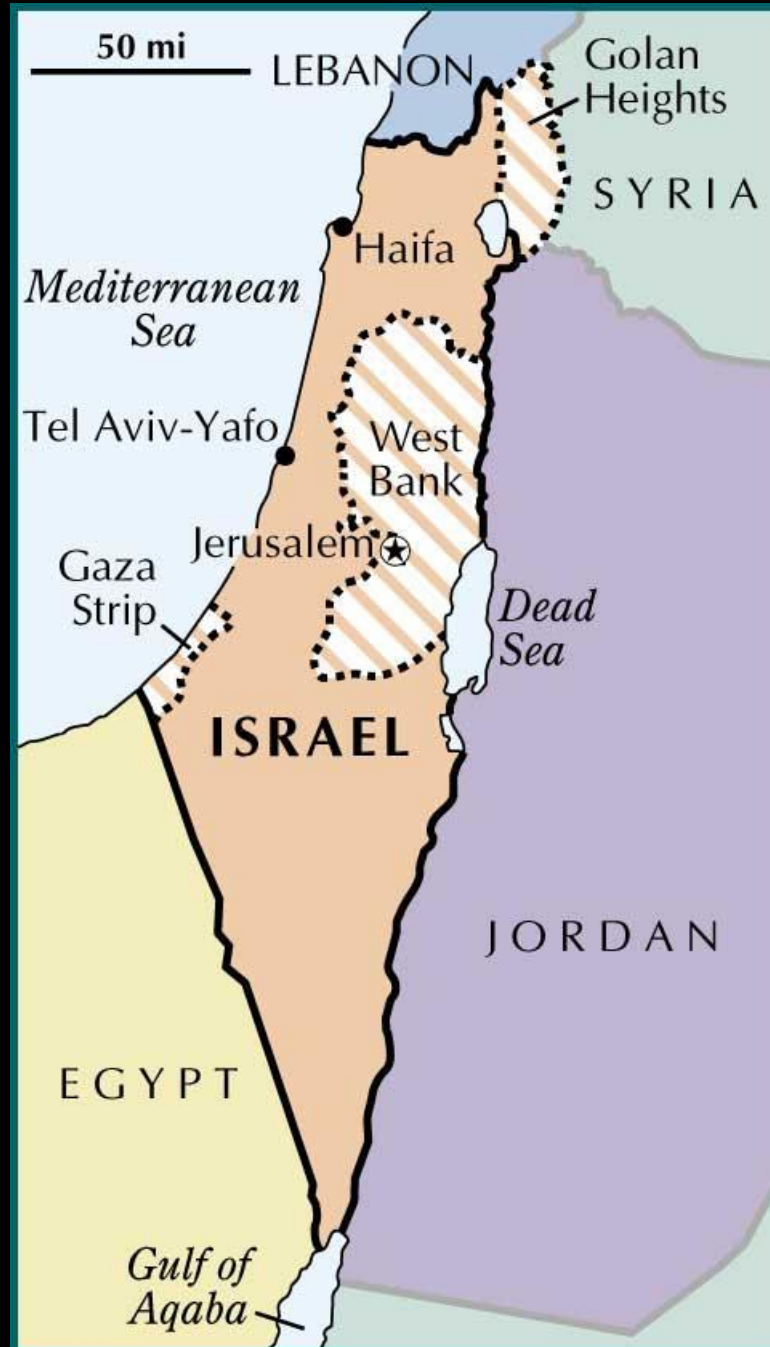 50 mi
LEBANON
Golan
Heights
SYRIA
Haifa
Mediterranean
Sea
Tel Aviv-Yafo
West
Bank
Jerusalem
Gaza
Strip
Dead
Sea
ISRAEL
JORDAN
EGYPT
Gulf of
Aqaba